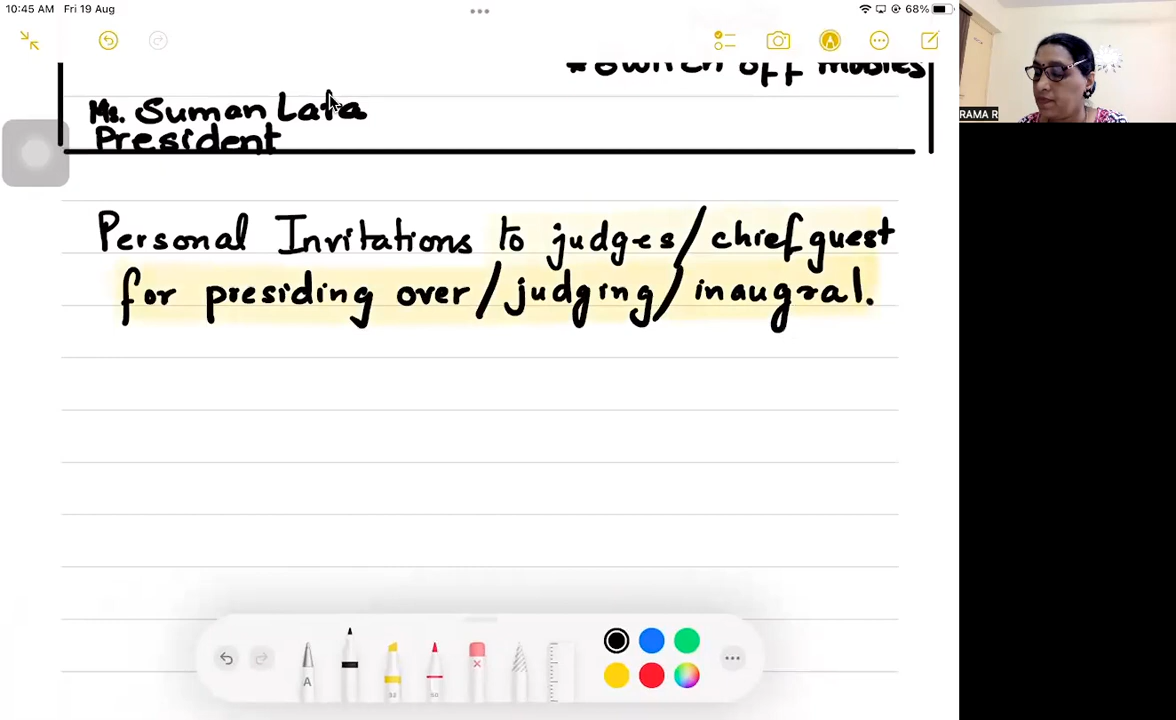 10:45 AM Fri 19 Aug
68%
#Switch off mobiles
Ms. Suman Lata
President
Personal Invitations to judges/chief guest
for presiding over/judging/inaugral.
RAMA R
A